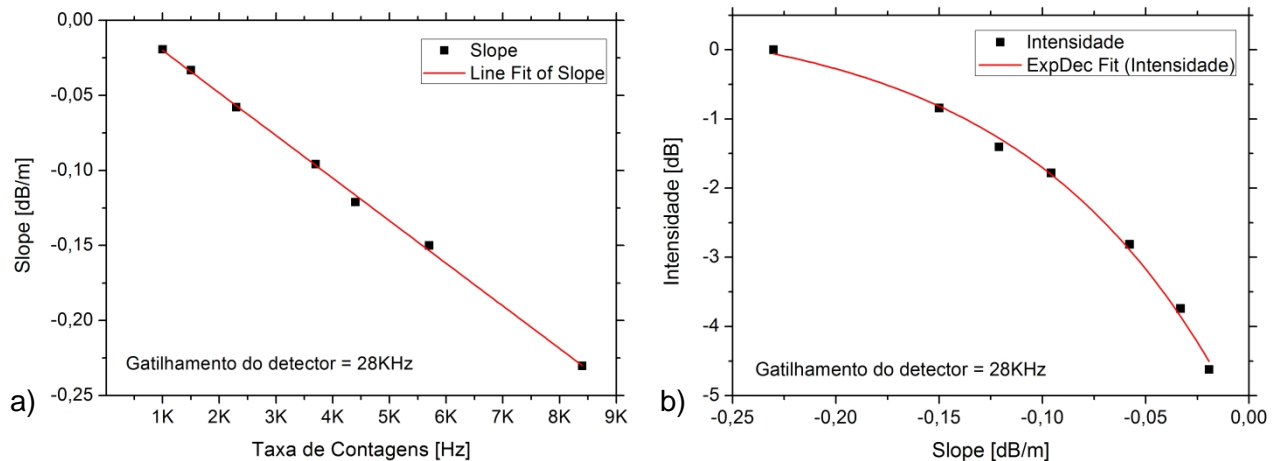 0,00
-0,05
-0,10
-0,15
-0,20
-0,25
Slope [dB/m]
Slope
Line Fit of Slope
Gatilhamento do detector = 28KHz
1K 2K 3K 4K 5K 6K 7K 8K 9K
Taxa de Contagens [Hz]
a)
0
-1
-2
-3
-4
-5
Intensidade [dB]
Intensidade
ExpDec Fit (Intensidade)
Gatilhamento do detector = 28KHz
-0,25 -0,20 -0,15 -0,10 -0,05 0,00
Slope [dB/m]
b)